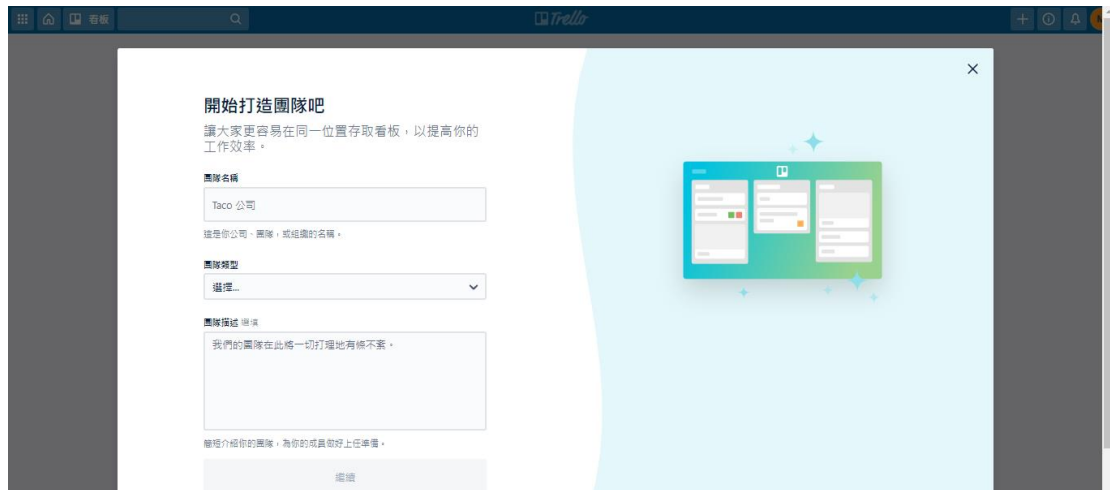 看板
Trello
開始打造團隊吧
讓大家更容易在同一位置存取看板，以提高你的
工作效率。
團隊名稱
Taco 公司
這是你公司、團隊，或組織的名稱。
團隊類型
選擇...
團隊描述 選填
我們的團隊在此將一切打理地有條不紊。
簡短介紹你的團隊，為你的成員做好上任準備。
繼續